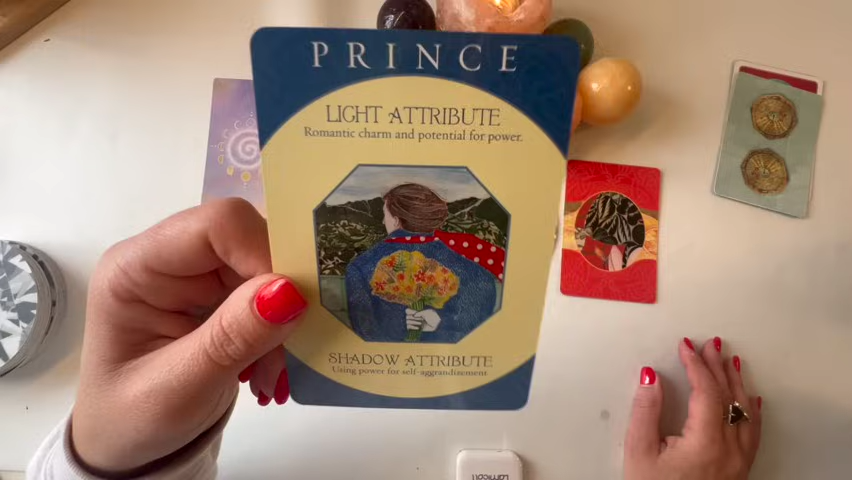 PRINCE
LIGHT ATTRIBUTE
Romantic charm and potential for power.
SHADOW ATTRIBUTE
Using power for self-aggrandizement